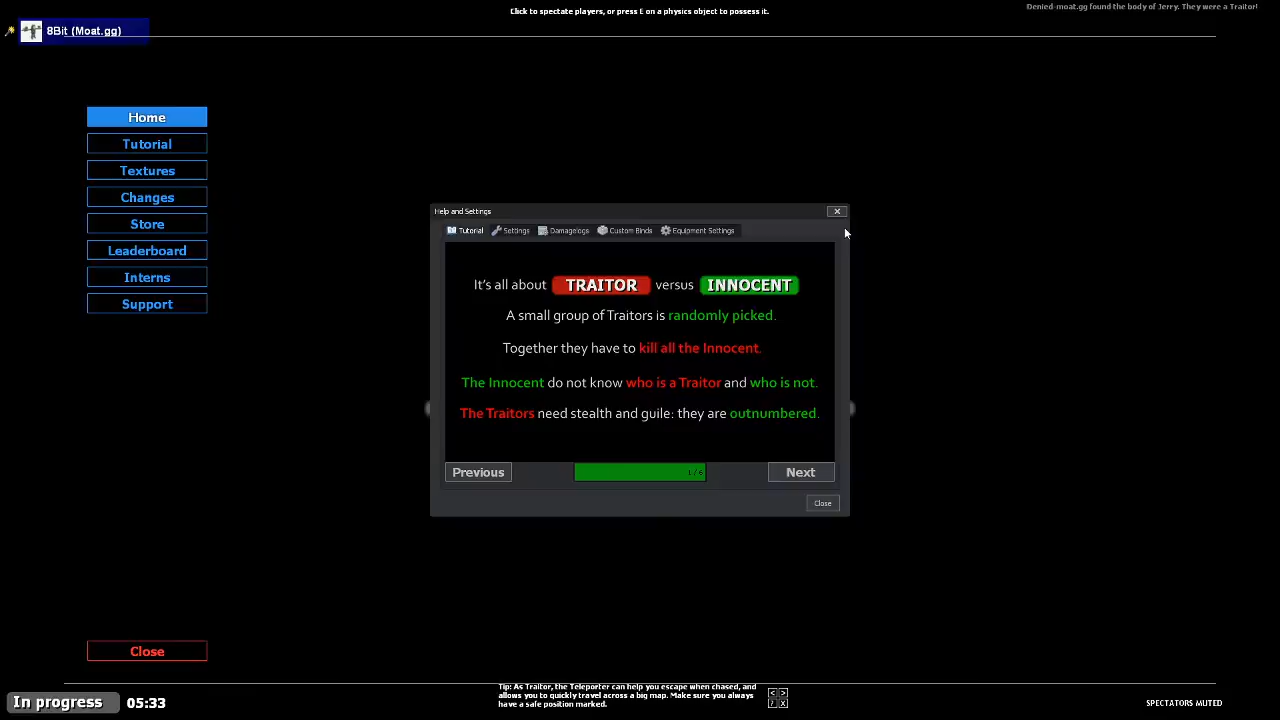 Click to spectate players, or press E on a physics object to possess it.
Denied-moat.gg found the body of Jerry. They were a Traitor!
8Bit (Moat.gg)
Home
Tutorial
Textures
Changes
Store
Leaderboard
Interns
Support
Close
Help and Settings
Tutorial Settings Damagelogs Custom Binds Equipment Settings
It's all about TRAITOR versus INNOCENT
A small group of Traitors is randomly picked.
Together they have to kill all the Innocent.
The Innocent do not know who is a Traitor and who is not.
The Traitors need stealth and guile: they are outnumbered.
Previous 1/6 Next
Close
In progress 05:33
Tip: As Traitor, the Teleporter can help you escape when chased, and
allows you to quickly travel across a big map. Make sure you always
have a safe position marked.
SPECTATORS MUTED